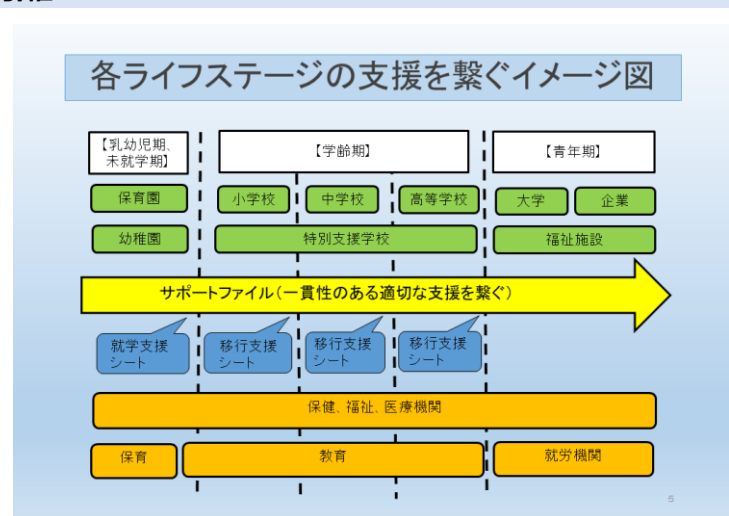 各ライフステージの支援を繋ぐイメージ図
【乳幼児期、
未就学期】
【学齢期】
【青年期】
保育園
小学校
中学校
高等学校
大学
企業
幼稚園
特別支援学校
福祉施設
サポートファイル(一貫性のある適切な支援を繋ぐ)
就学支援
シート
移行支援
シート
移行支援
シート
移行支援
シート
保健、福祉、医療機関
保育
教育
就労機関
5